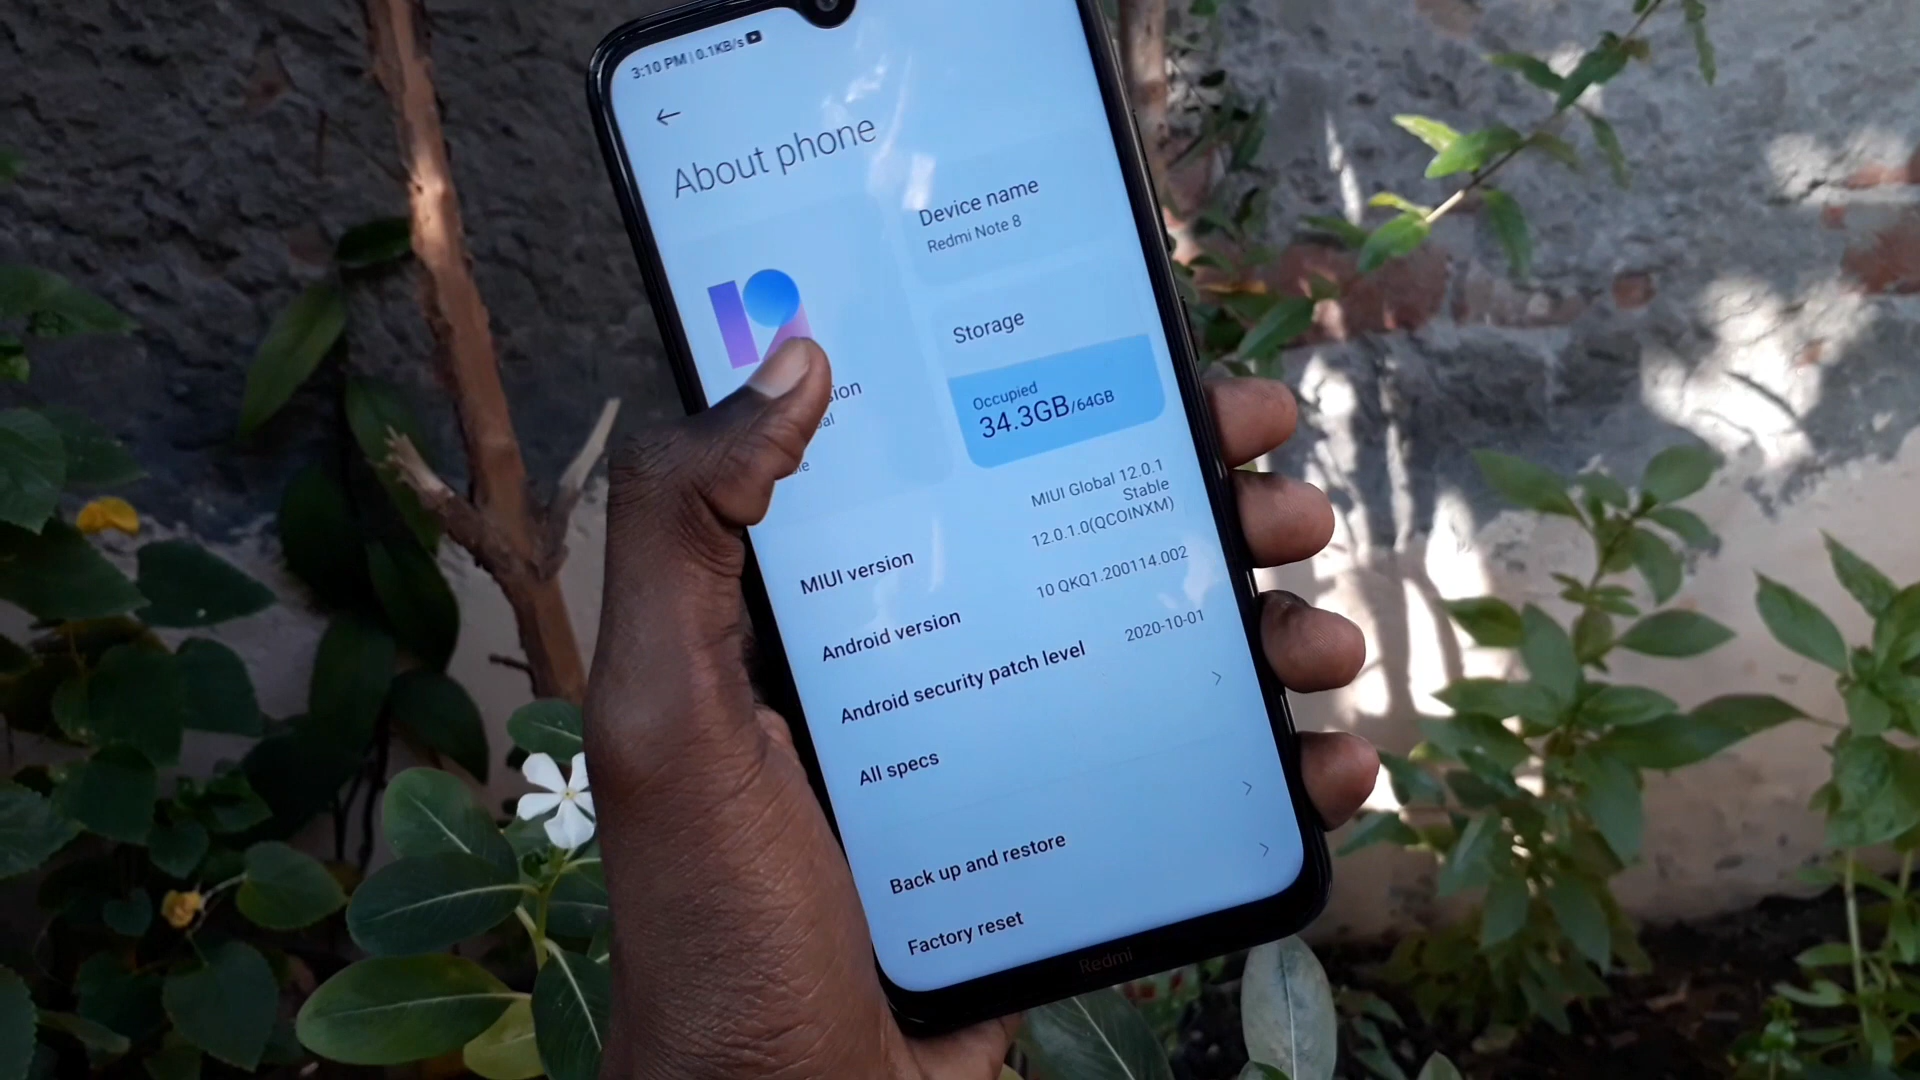 3:10 PM | 0.1KB/s
About phone
Device name
Redmi Note 8
Storage
Occupied
34.3GB/64GB
MIUI version
MIUI Global 12.0.1
Stable
12.0.1.0(QCOINXM)
Android version
10 QKQ1.200114.002
Android security patch level
2020-10-01
All specs
Back up and restore
Factory reset
Redmi